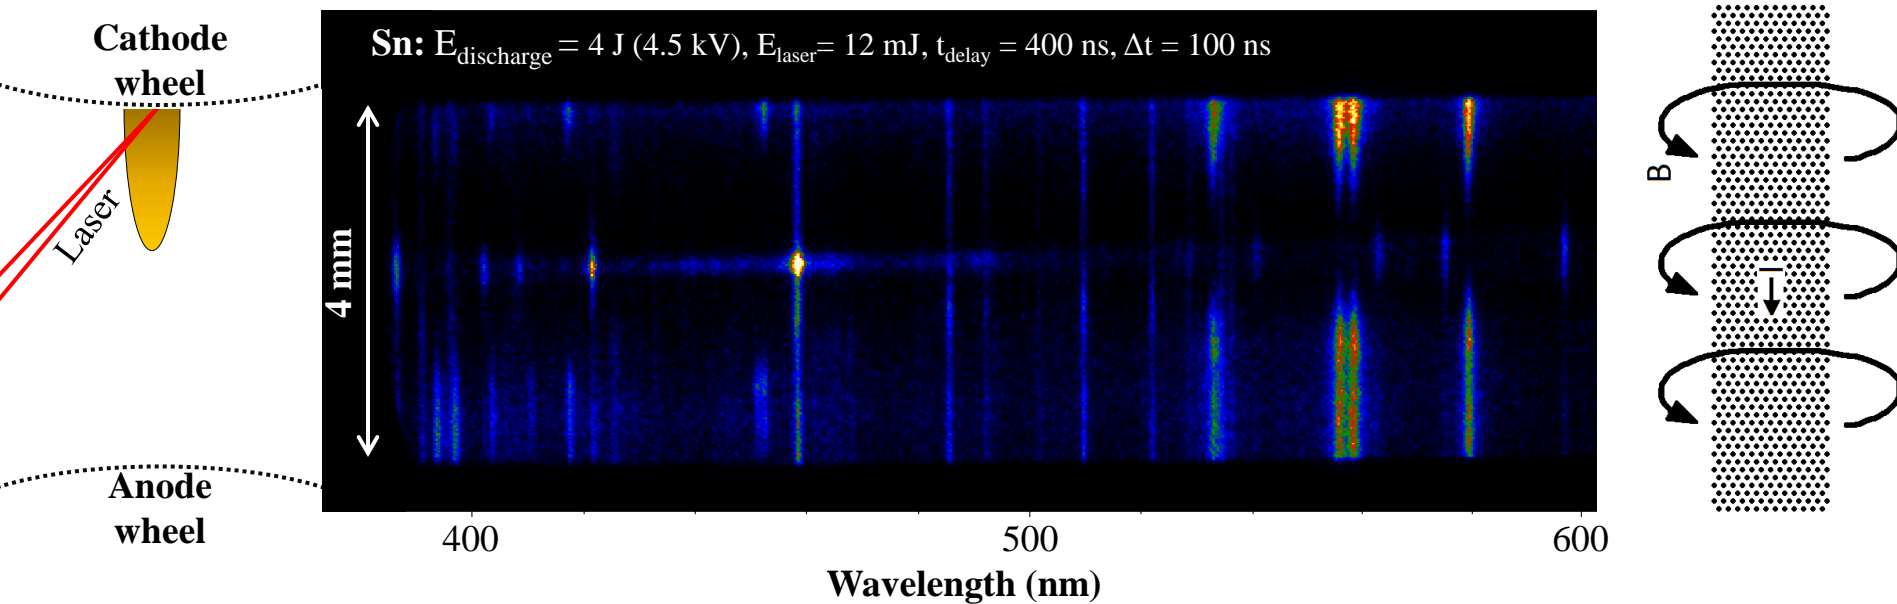 Cathode
wheel
Laser
Anode
wheel
4 mm
Sn: E_discharge = 4 J (4.5 kV), E_laser= 12 mJ, t_delay = 400 ns, Δt = 100 ns
400 500 600
Wavelength (nm)
B
I